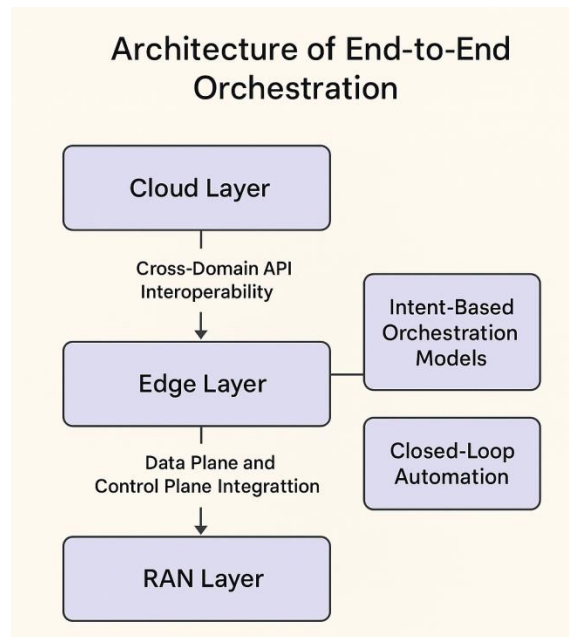 Architecture of End-to-End
Orchestration
Cloud Layer
Cross-Domain API
Interoperability
Intent-Based
Orchestration
Models
Edge Layer
Closed-Loop
Automation
Data Plane and
Control Plane Integrattion
RAN Layer